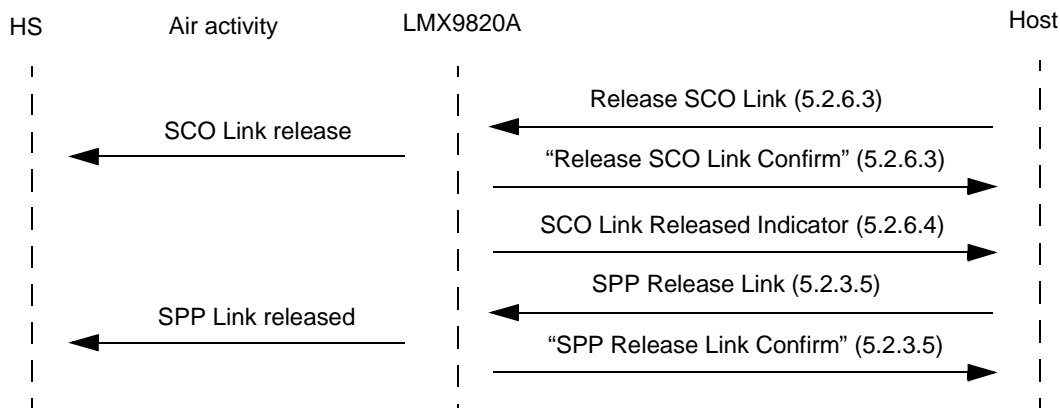 HS
Air activity
LMX9820A
Host
Release SCO Link (5.2.6.3)
SCO Link release
“Release SCO Link Confirm” (5.2.6.3)
SCO Link Released Indicator (5.2.6.4)
SPP Release Link (5.2.3.5)
SPP Link released
“SPP Release Link Confirm” (5.2.3.5)